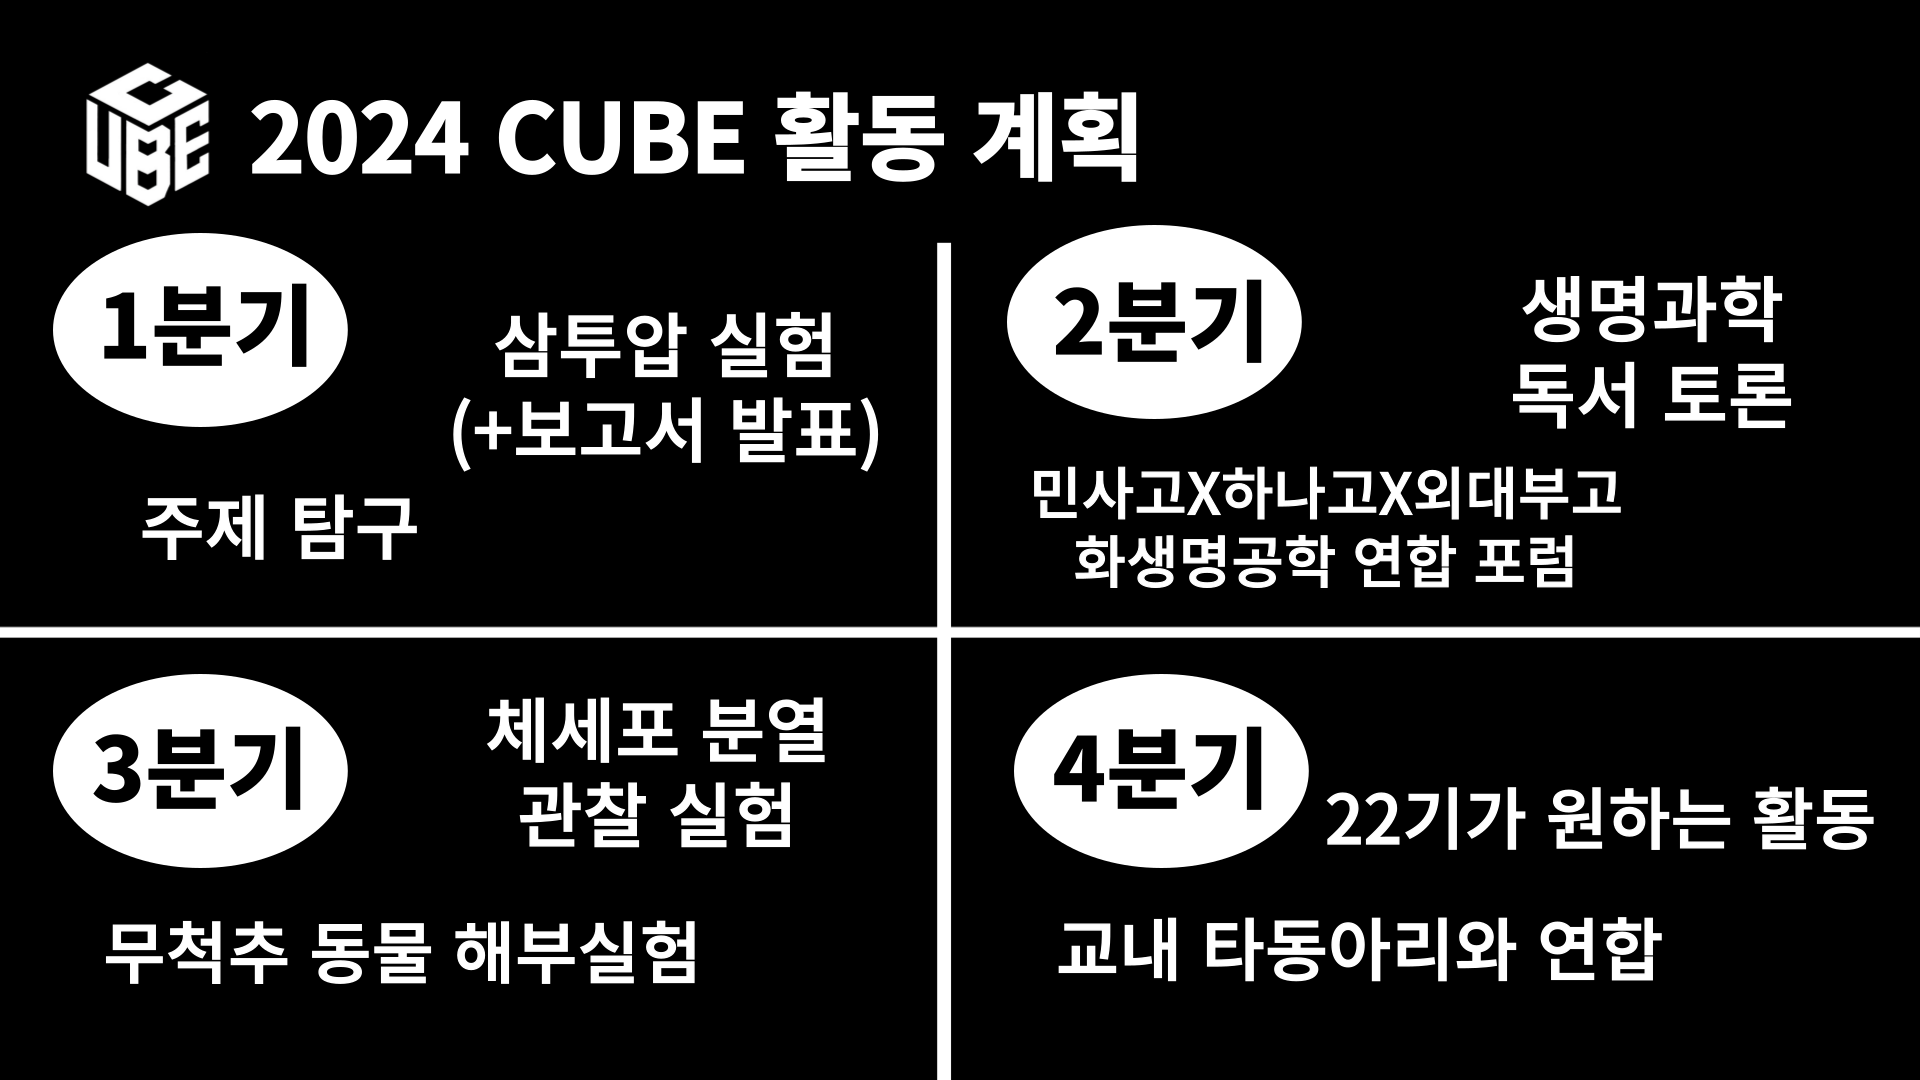 CUBE
2024 CUBE 활동 계획
1분기
삼투압 실험
(+보고서 발표)
주제 탐구
2분기
생명과학
독서 토론
민사고X하나고X외대부고
화생명공학 연합 포럼
3분기
체세포 분열
관찰 실험
무척추 동물 해부실험
4분기
22기가 원하는 활동
교내 타동아리와 연합